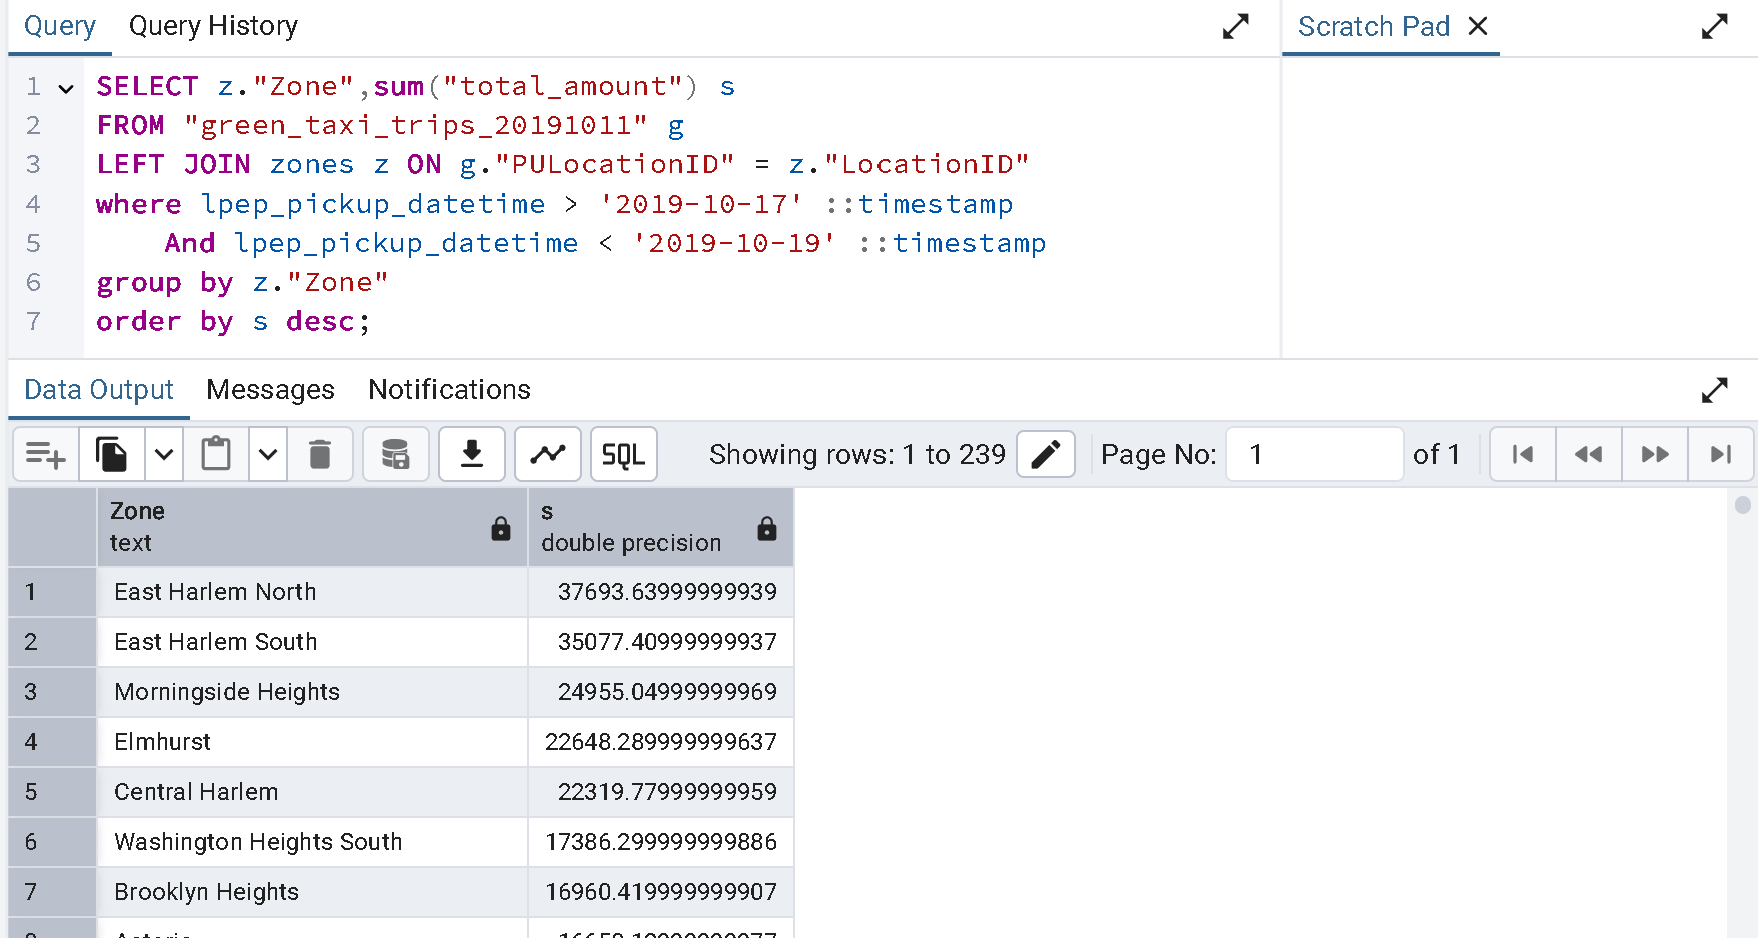 Query Query History Scratch Pad
1 SELECT z."Zone",sum("total_amount") s
2 FROM "green_taxi_trips_20191011" g
3 LEFT JOIN zones z ON g."PULocationID" = z."LocationID"
4 where lpep_pickup_datetime > '2019-10-17' ::timestamp
5 And lpep_pickup_datetime < '2019-10-19' ::timestamp
6 group by z."Zone"
7 order by s desc;
Data Output Messages Notifications
SQL Showing rows: 1 to 239 Page No: 1 of 1
Zone s
text double precision
1 East Harlem North 37693.63999999939
2 East Harlem South 35077.40999999937
3 Morningside Heights 24955.04999999969
4 Elmhurst 22648.289999999637
5 Central Harlem 22319.77999999959
6 Washington Heights South 17386.299999999886
7 Brooklyn Heights 16960.419999999907